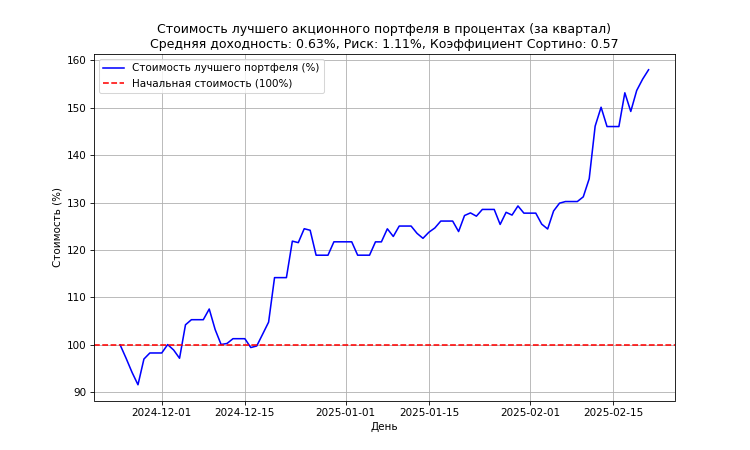 Стоимость лучшего акционного портфеля в процентах (за квартал)
Средняя доходность: 0.63%, Риск: 1.11%, Коэффициент Сортино: 0.57
Стоимость лучшего портфеля (%)
Начальная стоимость (100%)
Стоимость (%)
160
150
140
130
120
110
100
90
2024-12-01
2024-12-15
2025-01-01
2025-01-15
2025-02-01
2025-02-15
День